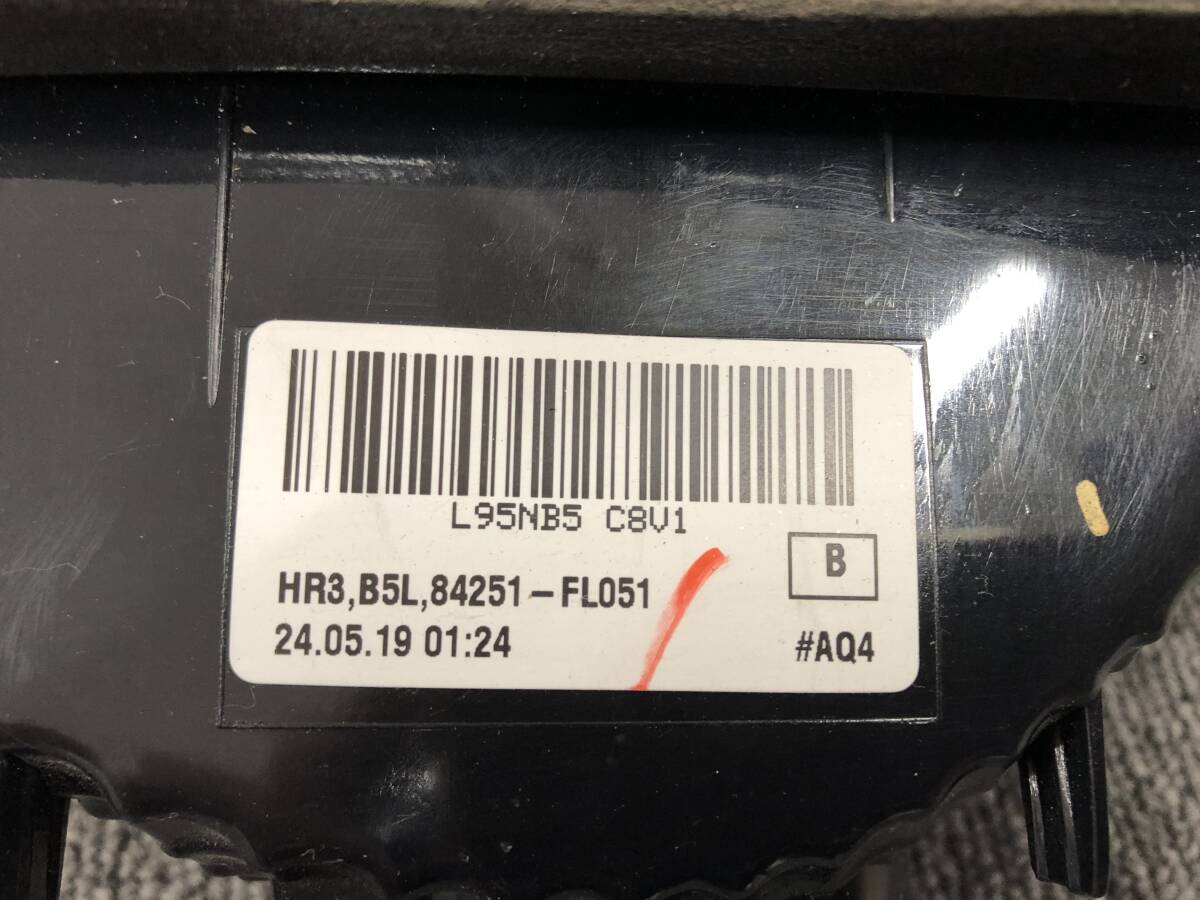 L95NB5 C8V1
B
HR3,B5L,84251-FL051
24.05.19 01:24
#AQ4